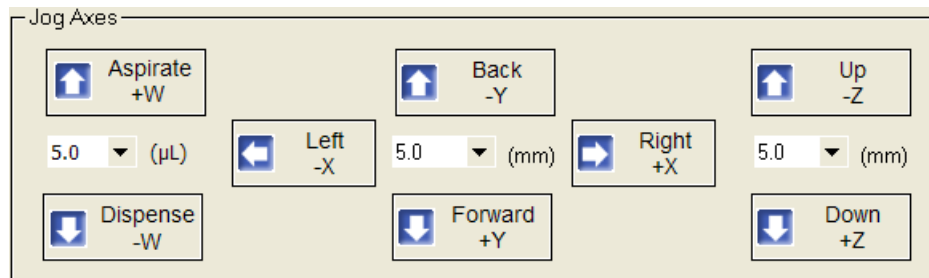 Jog Axes
Aspirate
+W
Back
-Y
Up
-Z
5.0 (µL)
Left
-X
5.0 (mm)
Right
+X
5.0 (mm)
Dispense
-W
Forward
+Y
Down
+Z